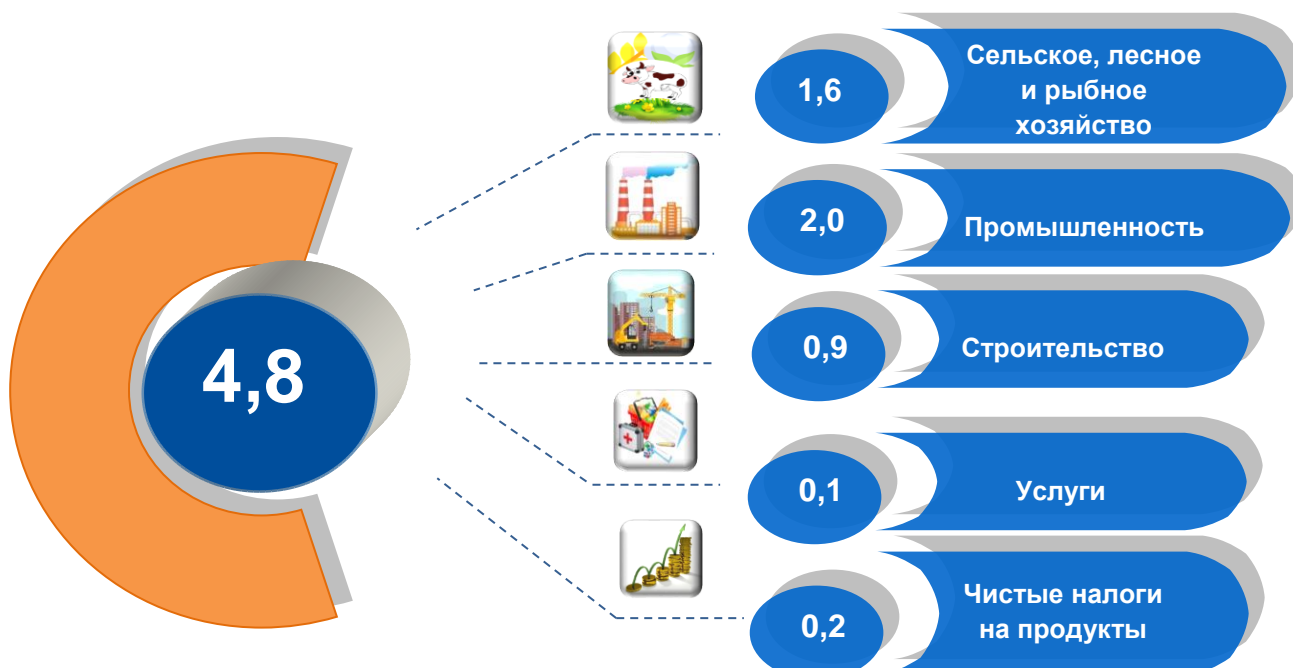 4,8
1,6
Сельское, лесное
и рыбное
хозяйство
2,0
Промышленность
0,9
Строительство
0,1
Услуги
0,2
Чистые налоги
на продукты